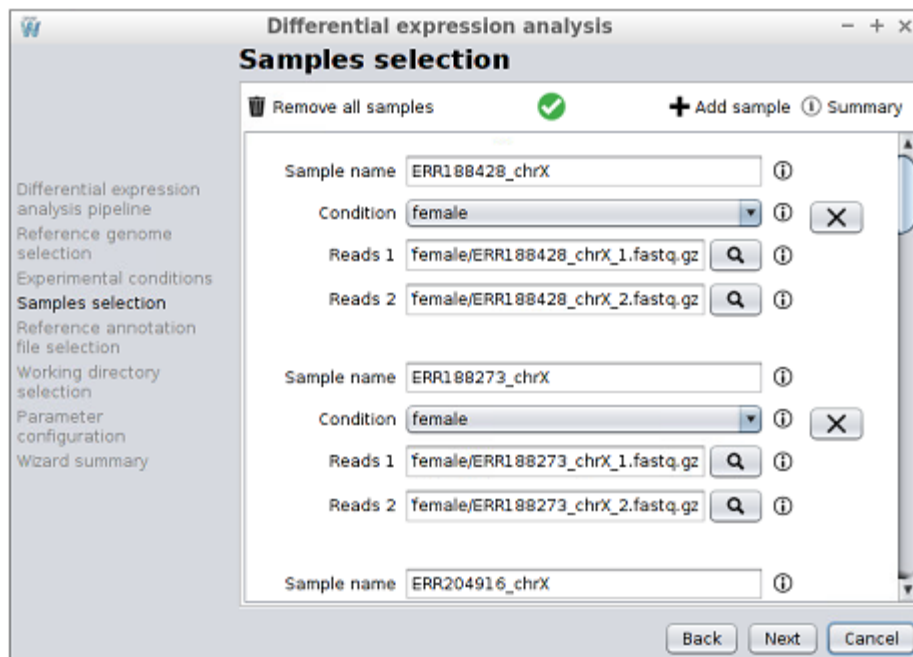 Differential expression analysis
Samples selection
Remove all samples
Add sample
Summary
Differential expression
analysis pipeline
Reference genome
selection
Experimental conditions
Samples selection
Reference annotation
file selection
Working directory
selection
Parameter
configuration
Wizard summary
Sample name ERR188428_chrX
Condition female
Reads 1 female/ERR188428_chrX_1.fastq.gz
Reads 2 female/ERR188428_chrX_2.fastq.gz
Sample name ERR188273_chrX
Condition female
Reads 1 female/ERR188273_chrX_1.fastq.gz
Reads 2 female/ERR188273_chrX_2.fastq.gz
Sample name ERR204916_chrX
Back Next Cancel